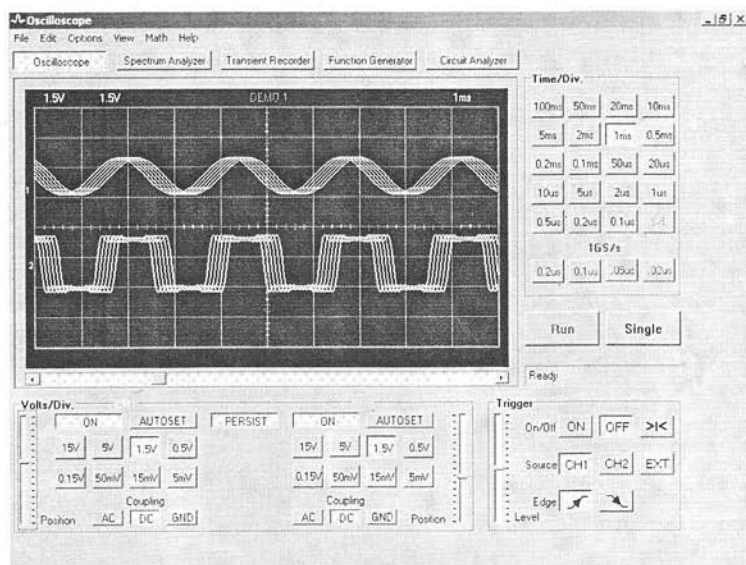 Oscilloscope
File Edit Options View Math Help
Oscilloscope Spectrum Analyzer Transient Recorder Function Generator Circuit Analyzer
1.5V 1.5V DEMO 1 1ms
1
2
Time/Div.
100ms 50ms 20ms 10ms
5ms 2ms 1ms 0.5ms
0.2ms 0.1ms 50us 20us
10us 5us 2us 1us
0.5us 0.2us 0.1us
1GS/s
0.2us 0.1us .05us .02us
Run Single
Ready
Volts/Div.
ON AUTOSET PERSIST ON AUTOSET
15V 5V 1.5V 0.5V 15V 5V 1.5V 0.5V
0.15V 50mV 15mV 5mV 0.15V 50mV 15mV 5mV
Coupling Coupling
Position AC DC GND AC DC GND Position
Trigger
On/Off ON OFF >|<
Source CH1 CH2 EXT
Edge
Level